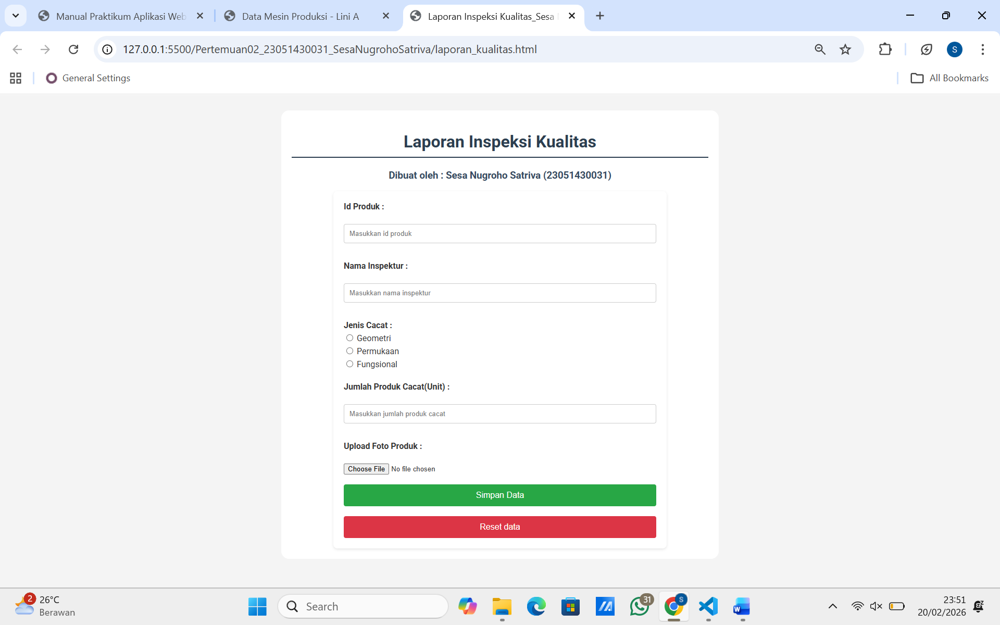 Manual Praktikum Aplikasi Web
Data Mesin Produksi - Lini A
Laporan Inspeksi Kualitas_Sesa
127.0.0.1:5500/Pertemuan02_23051430031_SesaNugrohoSatriva/laporan_kualitas.html
S
General Settings
All Bookmarks
Laporan Inspeksi Kualitas
Dibuat oleh : Sesa Nugroho Satriva (23051430031)
Id Produk :
Masukkan id produk
Nama Inspektur :
Masukkan nama inspektur
Jenis Cacat :
Geometri
Permukaan
Fungsional
Jumlah Produk Cacat(Unit) :
Masukkan jumlah produk cacat
Upload Foto Produk :
Choose File No file chosen
Simpan Data
Reset data
2
26°C
Berawan
Search
31
S
W
23:51
20/02/2026